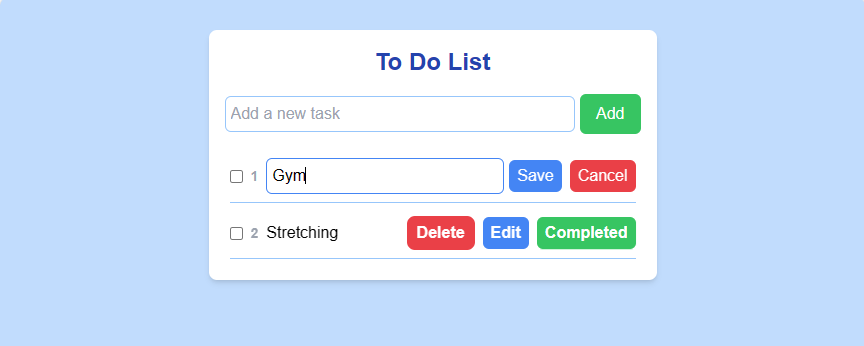 To Do List
Add a new task Add
1 Gym Save Cancel
2 Stretching Delete Edit Completed